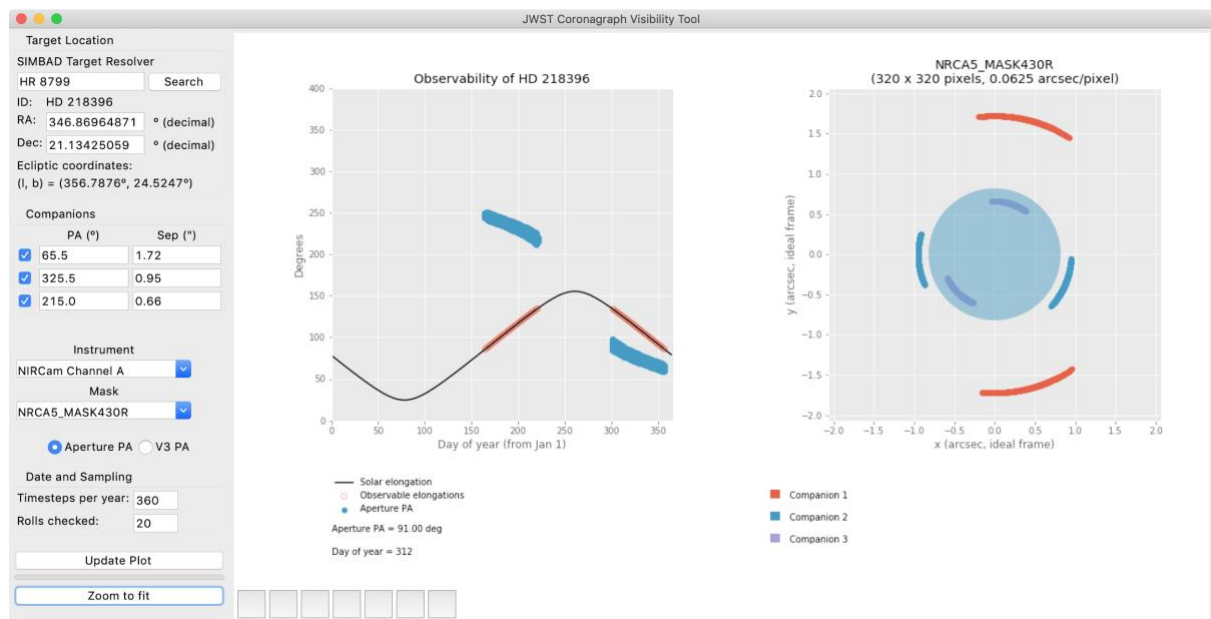 JWST Coronagraph Visibility Tool
Target Location
SIMBAD Target Resolver
HR 8799 Search
ID: HD 218396
RA: 346.86964871 ° (decimal)
Dec: 21.13425059 ° (decimal)
Ecliptic coordinates:
(l, b) = (356.7876°, 24.5247°)
Companions
PA (°) Sep (")
65.5 1.72
325.5 0.95
215.0 0.66
Instrument
NIRCam Channel A
Mask
NRCA5_MASK430R
Aperture PA V3 PA
Date and Sampling
Timesteps per year: 360
Rolls checked: 20
Update Plot
Zoom to fit
Observability of HD 218396
400
350
300
250
200
150
100
50
0
Degrees
0 50 100 150 200 250 300 350
Day of year (from Jan 1)
Solar elongation
Observable elongations
Aperture PA
Aperture PA = 91.00 deg
Day of year = 312
NRCA5_MASK430R
(320 x 320 pixels, 0.0625 arcsec/pixel)
2.0
1.5
1.0
0.5
0.0
−0.5
−1.0
−1.5
−2.0
y (arcsec, ideal frame)
−2.0 −1.5 −1.0 −0.5 0.0 0.5 1.0 1.5 2.0
x (arcsec, ideal frame)
Companion 1
Companion 2
Companion 3